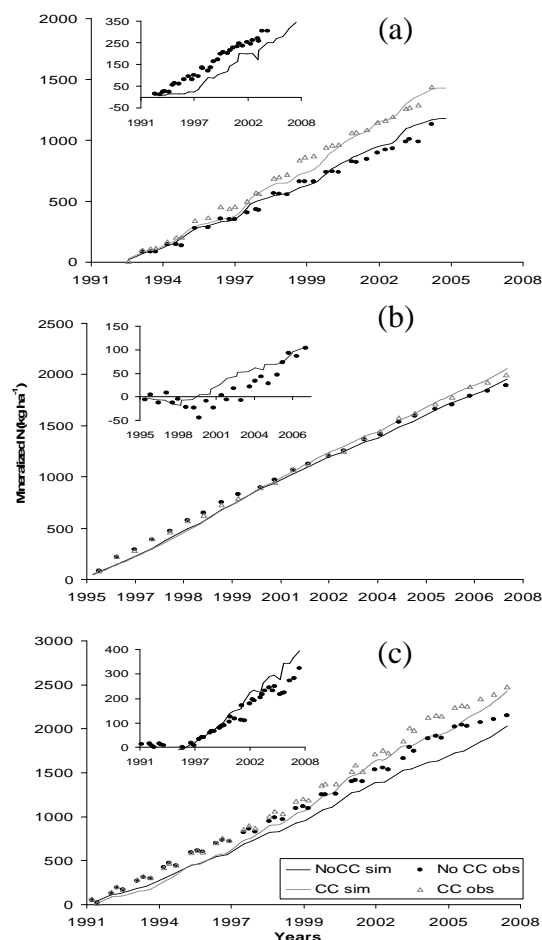 350
250
150
50
-50
1991 1997 2002 2008
(a)
2000
1500
1000
500
0
1991 1994 1997 1999 2002 2005 2008
(b)
2500
2000
1500
1000
500
0
150
100
50
0
-50
1995 1998 2001 2004 2006
1995 1997 1998 1999 2001 2002 2004 2005 2006 2008
Mineralized N (kg ha-1)
(c)
3000
2500
2000
1500
1000
500
0
400
300
200
100
0
1991 1997 2002 2008
1991 1994 1997 1999 2002 2005 2008
Years
NoCC sim No CC obs
CC sim CC obs